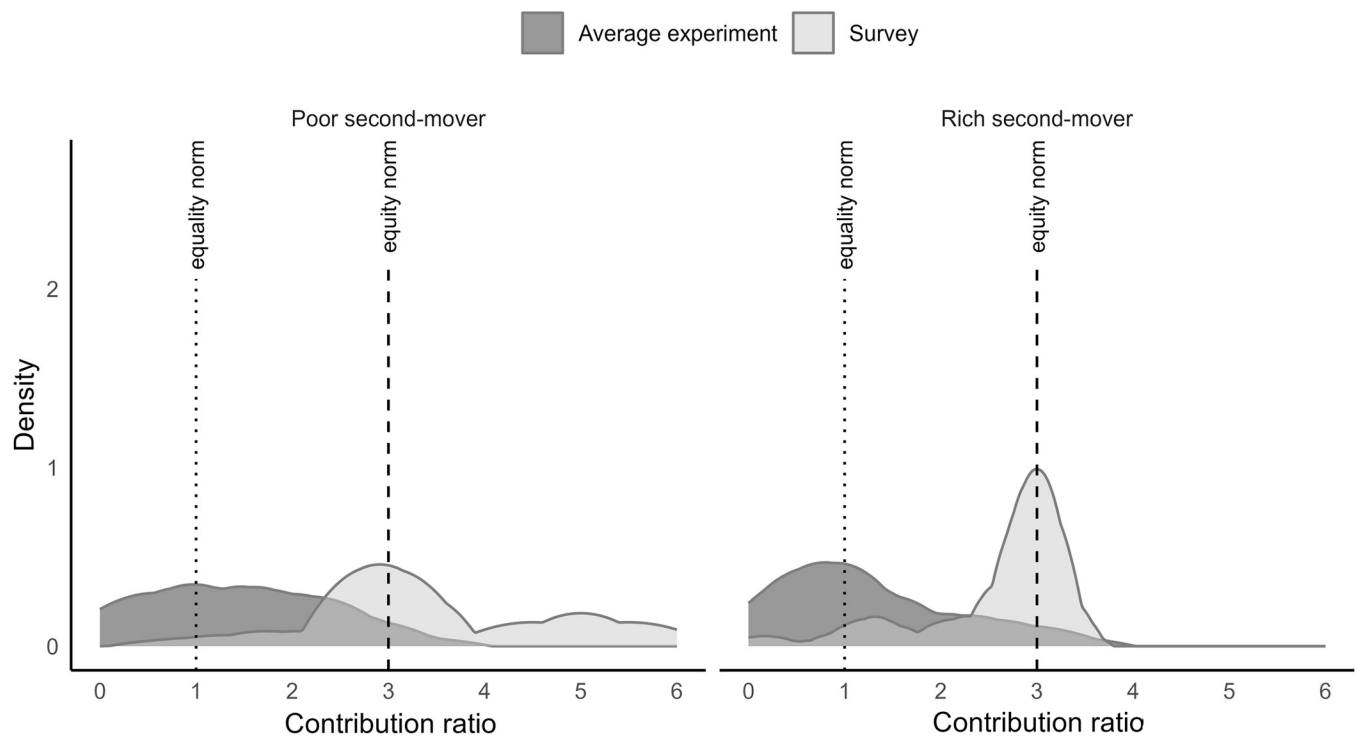 Average experiment
Survey
Poor second-mover
Rich second-mover
equality norm
equity norm
equality norm
equity norm
Density
2
1
0
0 1 2 3 4 5 6
0 1 2 3 4 5 6
Contribution ratio
Contribution ratio